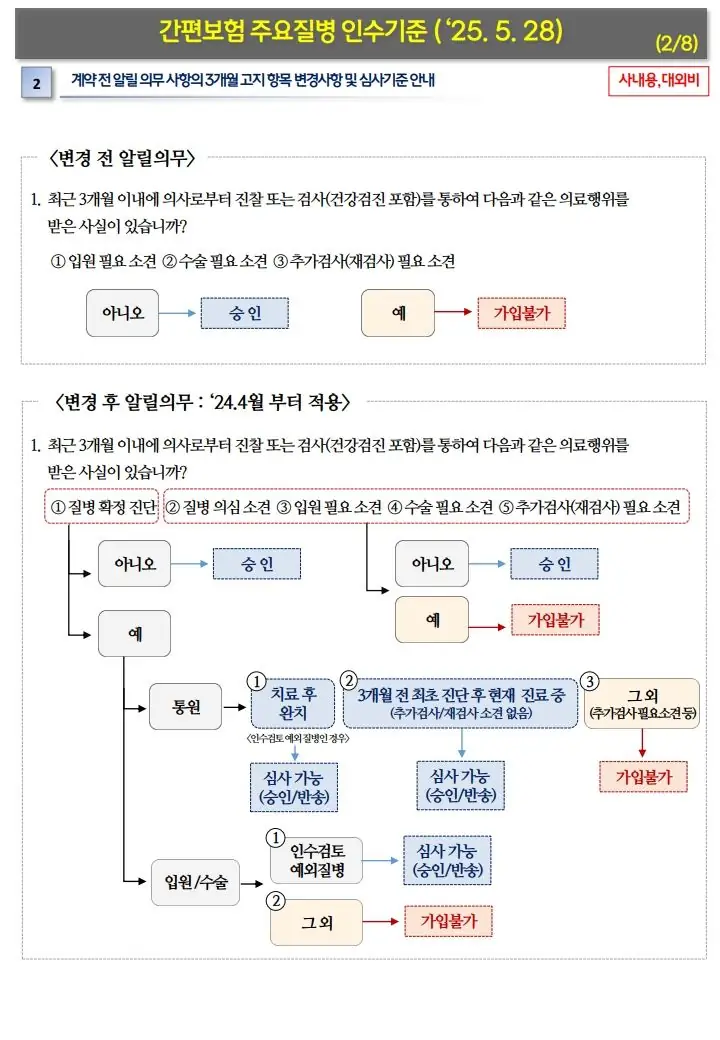 간편보험 주요질병 인수기준 ( ‘25. 5. 28)
(2/8)
2
계약 전 알릴 의무 사항의 3개월 고지 항목 변경사항 및 심사기준 안내
사내용,대외비
<변경 전 알릴의무>
1. 최근 3개월 이내에 의사로부터 진찰 또는 검사(건강검진 포함)를 통하여 다음과 같은 의료행위를
받은 사실이 있습니까?
① 입원 필요 소견 ② 수술 필요 소견 ③ 추가검사(재검사) 필요 소견
아니오
승 인
예
가입불가
<변경 후 알릴의무 : ‘24.4월 부터 적용>
1. 최근 3개월 이내에 의사로부터 진찰 또는 검사(건강검진 포함)를 통하여 다음과 같은 의료행위를
받은 사실이 있습니까?
① 질병 확정 진단 ② 질병 의심 소견 ③ 입원 필요 소견 ④ 수술 필요 소견 ⑤ 추가검사(재검사) 필요 소견
아니오
승 인
아니오
승 인
예
예
가입불가
통원
①
치료 후
완치
<인수검토 예외질병인 경우>
심사 가능
(승인/반송)
②
3개월 전 최초 진단 후 현재 진료 중
(추가검사/재검사 소견 없음)
심사 가능
(승인/반송)
③
그 외
(추가검사 필요소견 등)
가입불가
입원/수술
①
인수검토
예외질병
심사 가능
(승인/반송)
②
그 외
가입불가